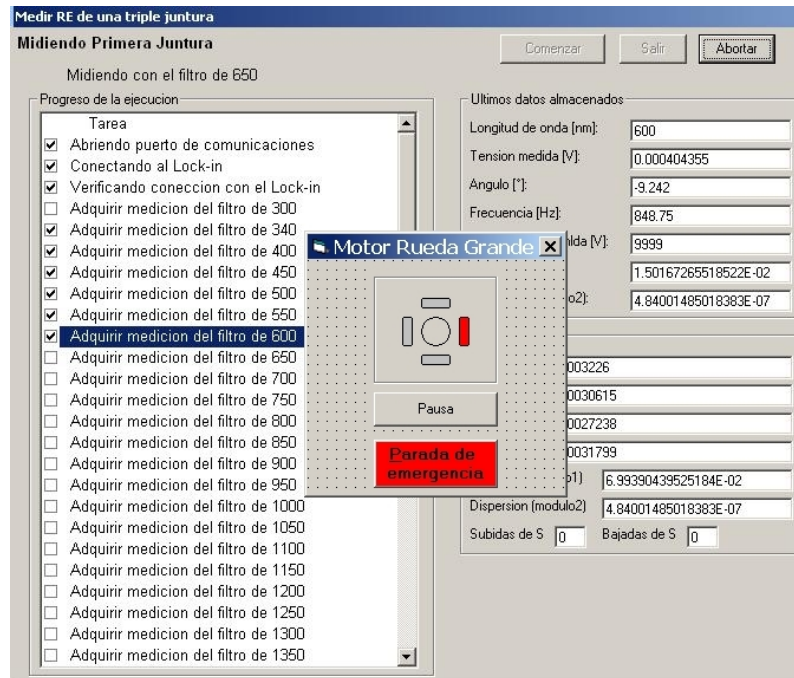 Medir RE de una triple juntura
Midiendo Primera Juntura
Comenzar
Salir
Abortar
Midiendo con el filtro de 650
Progreso de la ejecucion
Tarea
Abriendo puerto de comunicaciones
Conectando al Lock-in
Verificando coneccion con el Lock-in
Adquirir medicion del filtro de 300
Adquirir medicion del filtro de 340
Adquirir medicion del filtro de 400
Adquirir medicion del filtro de 450
Adquirir medicion del filtro de 500
Adquirir medicion del filtro de 550
Adquirir medicion del filtro de 600
Adquirir medicion del filtro de 650
Adquirir medicion del filtro de 700
Adquirir medicion del filtro de 750
Adquirir medicion del filtro de 800
Adquirir medicion del filtro de 850
Adquirir medicion del filtro de 900
Adquirir medicion del filtro de 950
Adquirir medicion del filtro de 1000
Adquirir medicion del filtro de 1050
Adquirir medicion del filtro de 1100
Adquirir medicion del filtro de 1150
Adquirir medicion del filtro de 1200
Adquirir medicion del filtro de 1250
Adquirir medicion del filtro de 1300
Adquirir medicion del filtro de 1350
Motor Rueda Grande
Pausa
Parada de
emergencia
Ultimos datos almacenados
Longitud de onda [nm]: 600
Tension medida [V]: 0.000404355
Angulo [°]: -9.242
Frecuencia [Hz]: 848.75
[V]: 9999
1.50167265518522E-02
o2): 4.84001485018383E-07
003226
0030615
0027238
0031799
o1) 6.99390439525184E-02
Dispersion (modulo2) 4.84001485018383E-07
Subidas de S 0 Bajadas de S 0